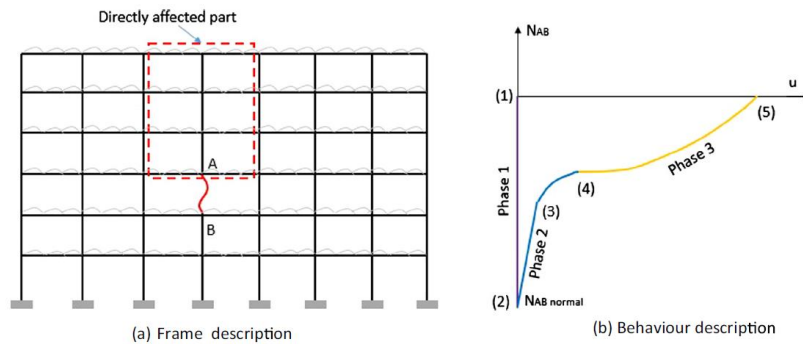 Directly affected part
A
B
(a) Frame description
NAB
u
(1)
(5)
Phase 1
Phase 3
(4)
(3)
Phase 2
(2)
NAB normal
(b) Behaviour description